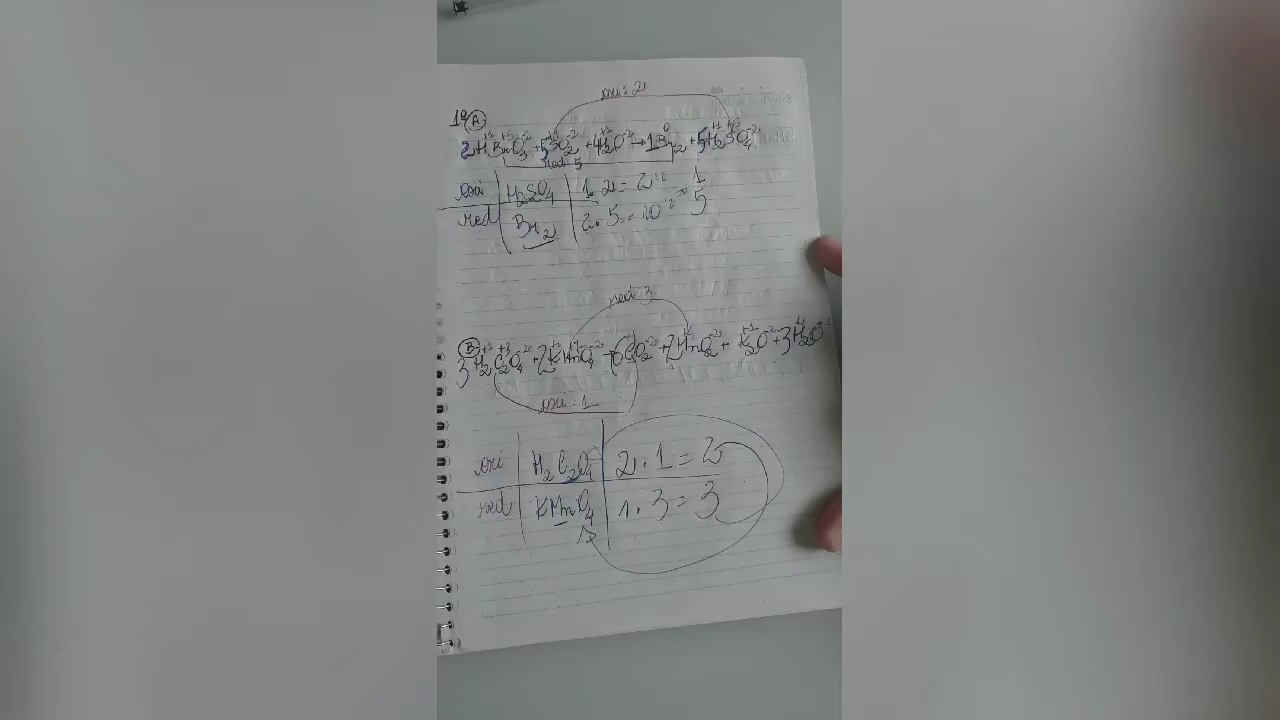 1º A
oxi: 2
2HBrO3 + 5SO2 + 4H2O → 1Br2 + 5H2SO4
red: 5
oxi H2SO4 1.2 = 2 :2 1
red Br2 2.5 = 10 :2 = 5
red: 3
B
3H2C2O4 + 2KMnO4 → 6CO2 + 2MnO2 + K2O + 3H2O
oxi: 1
oxi H2C2O4 2.1 = 2
red KMnO4 1.3 = 3